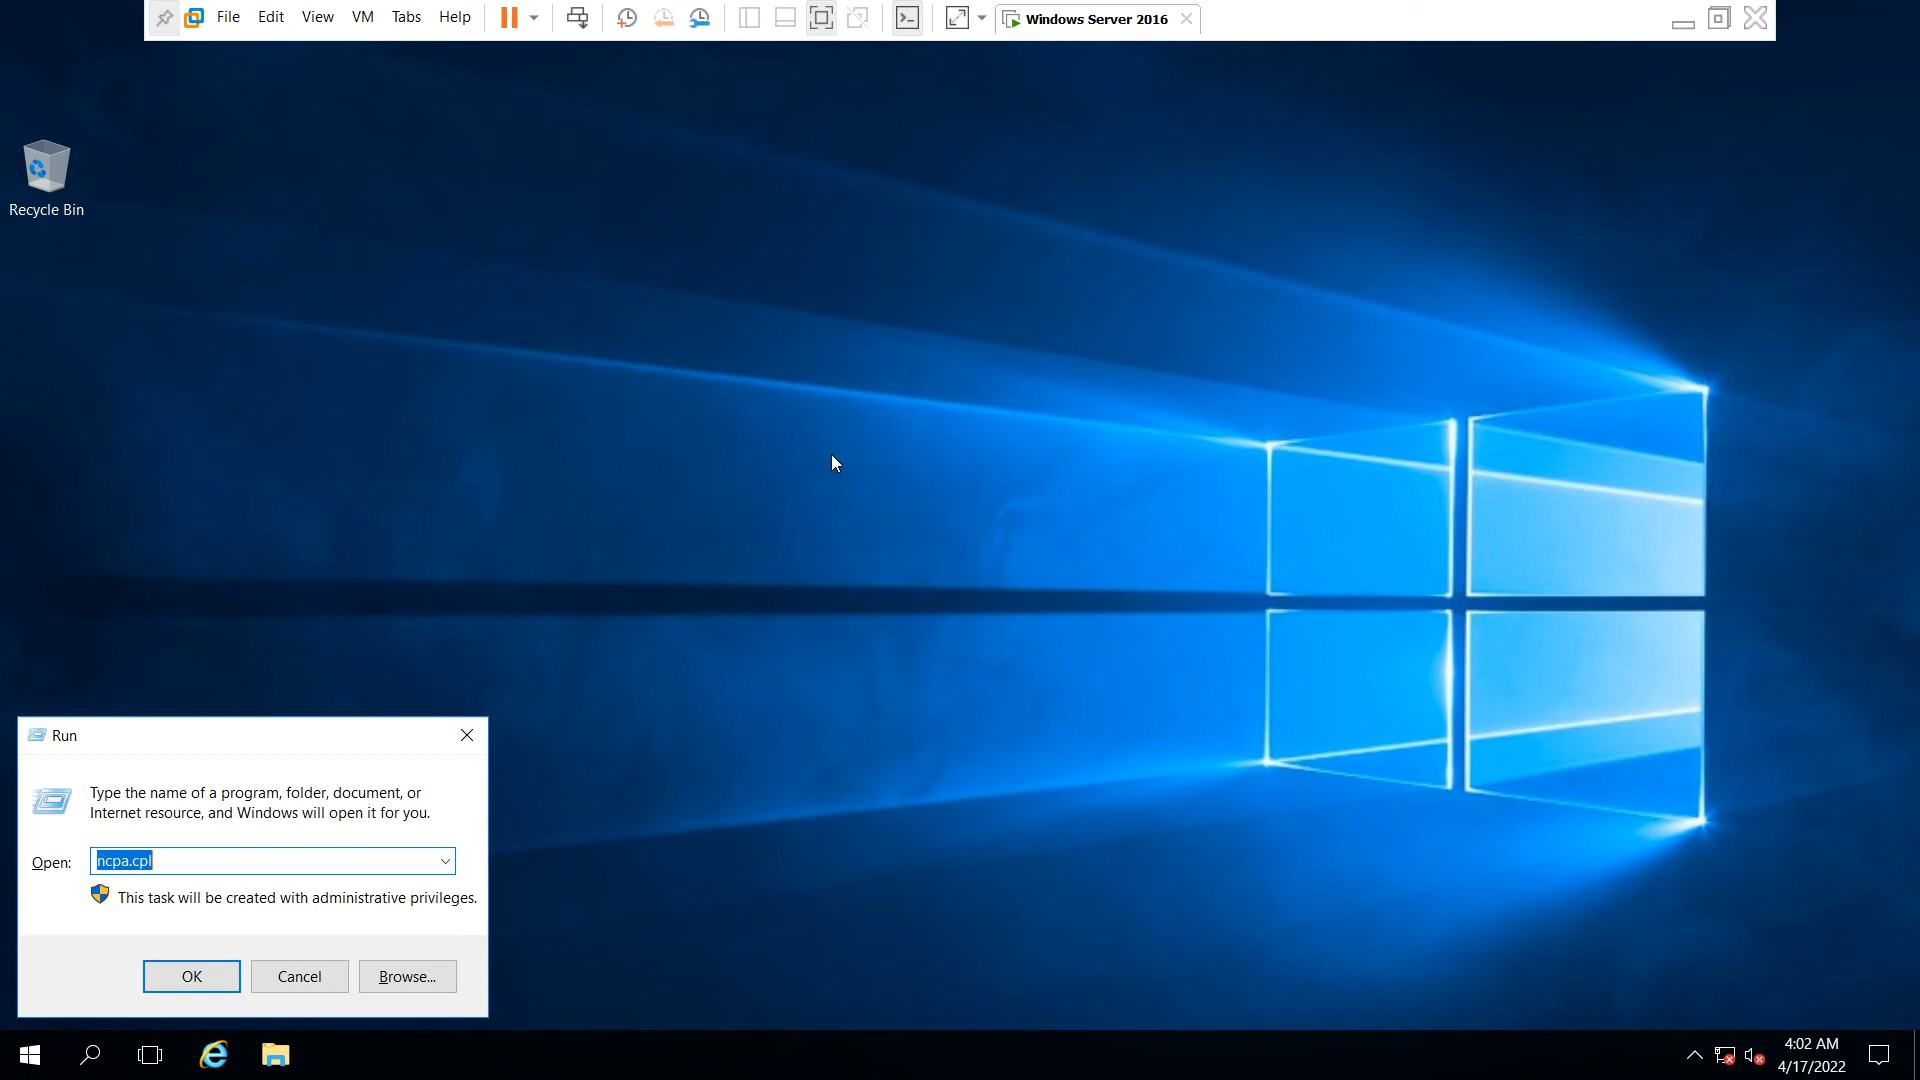 File Edit View VM Tabs Help
Windows Server 2016
Recycle Bin
Run
Type the name of a program, folder, document, or
Internet resource, and Windows will open it for you.
Open: ncpa.cpl
This task will be created with administrative privileges.
OK Cancel Browse...
4:02 AM
4/17/2022